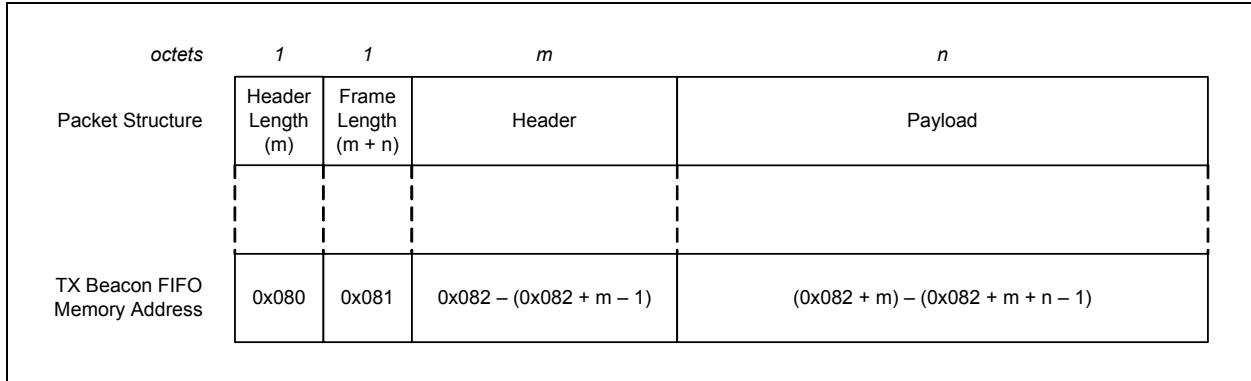 octets 1 1 m n
Packet Structure
Header
Length
(m)
Frame
Length
(m + n)
Header
Payload
TX Beacon FIFO
Memory Address
0x080
0x081
0x082 – (0x082 + m – 1)
(0x082 + m) – (0x082 + m + n – 1)